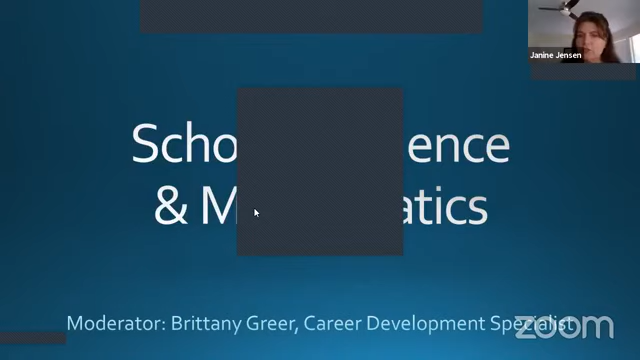 Janine Jensen
Scho ence
& M atics
Moderator: Brittany Greer, Career Development Specialist
zoom